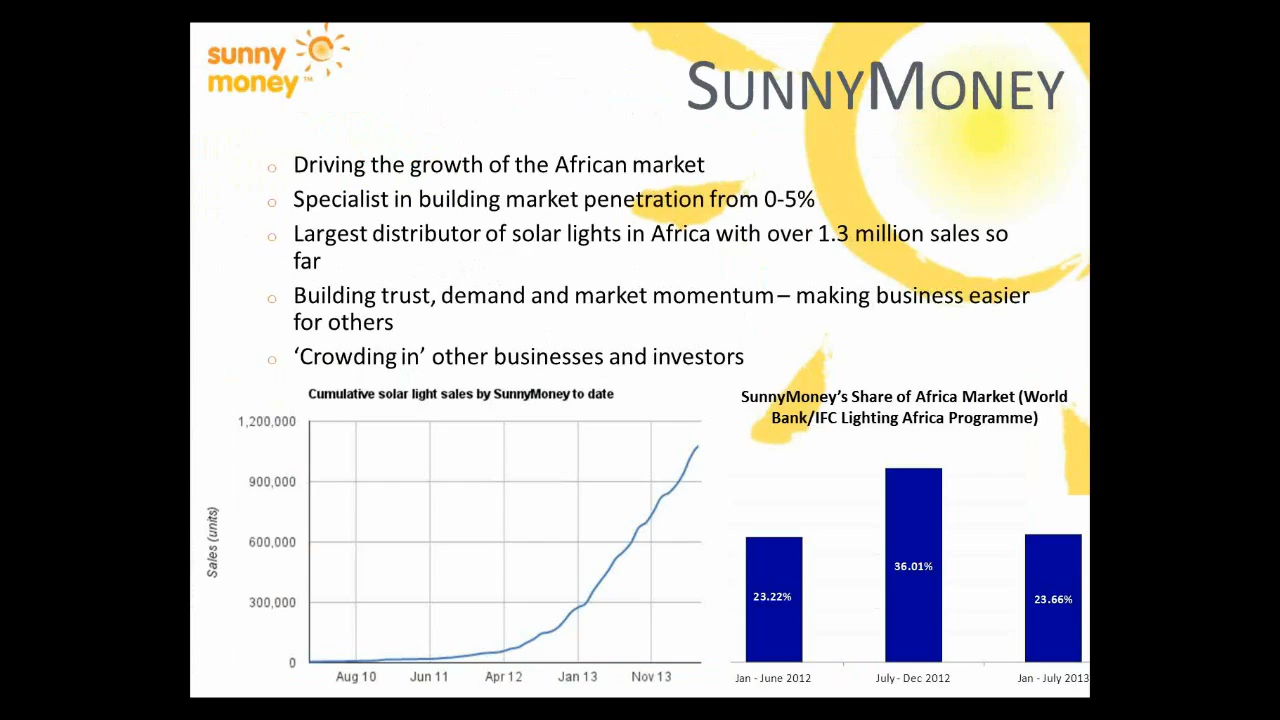 sunny
money™
SUNNYMONEY
o Driving the growth of the African market
o Specialist in building market penetration from 0-5%
o Largest distributor of solar lights in Africa with over 1.3 million sales so
far
o Building trust, demand and market momentum – making business easier
for others
o ‘Crowding in’ other businesses and investors
Cumulative solar light sales by SunnyMoney to date
1,200,000
900,000
600,000
300,000
0
Sales (units)
Aug 10 Jun 11 Apr 12 Jan 13 Nov 13
SunnyMoney’s Share of Africa Market (World
Bank/IFC Lighting Africa Programme)
36.01%
23.22%
23.66%
Jan - June 2012 July - Dec 2012 Jan - July 2013